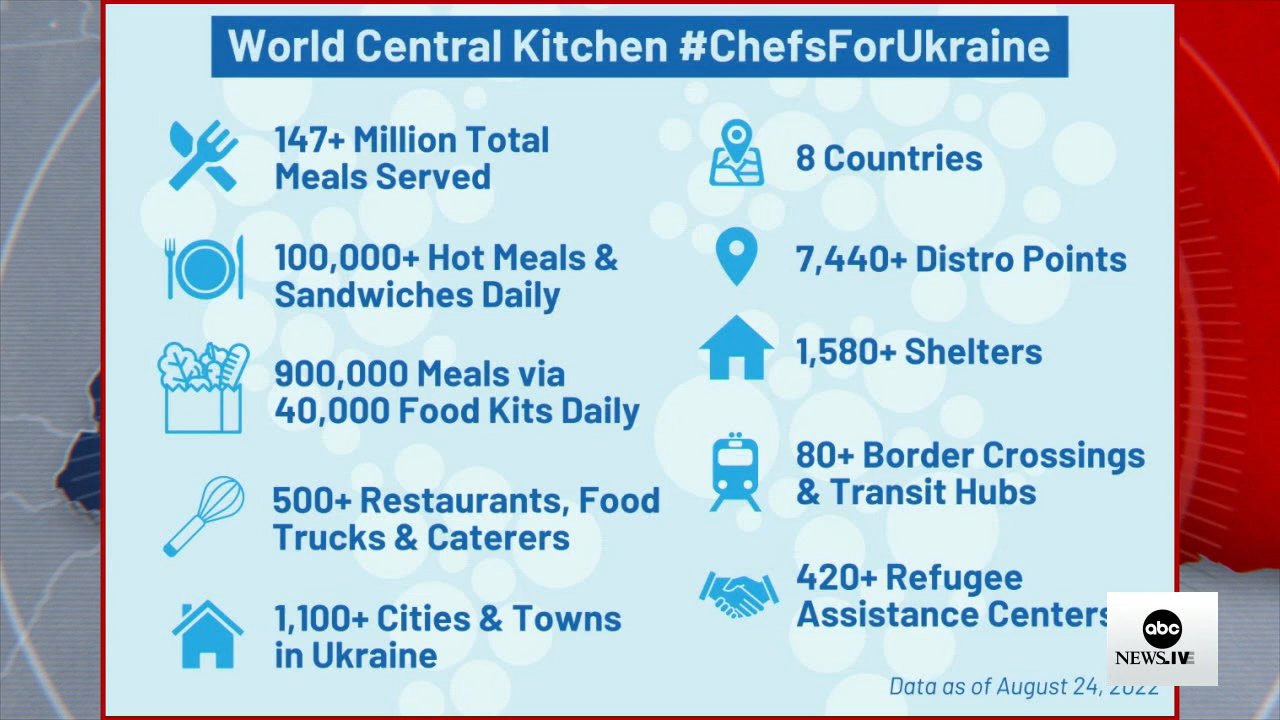 World Central Kitchen #ChefsForUkraine
147+ Million Total
Meals Served
100,000+ Hot Meals &
Sandwiches Daily
900,000 Meals via
40,000 Food Kits Daily
500+ Restaurants, Food
Trucks & Caterers
1,100+ Cities & Towns
in Ukraine
8 Countries
7,440+ Distro Points
1,580+ Shelters
80+ Border Crossings
& Transit Hubs
420+ Refugee
Assistance Centers
Data as of August 24, 2022
abc
NEWS